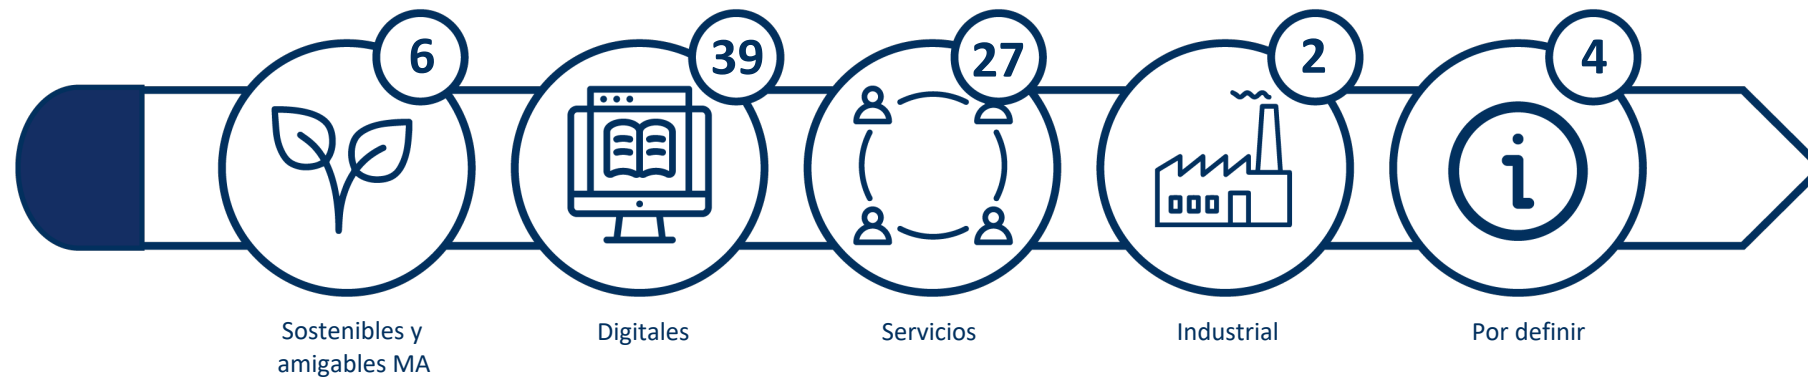 6
39
27
2
4
Sostenibles y
amigables MA
Digitales
Servicios
Industrial
Por definir